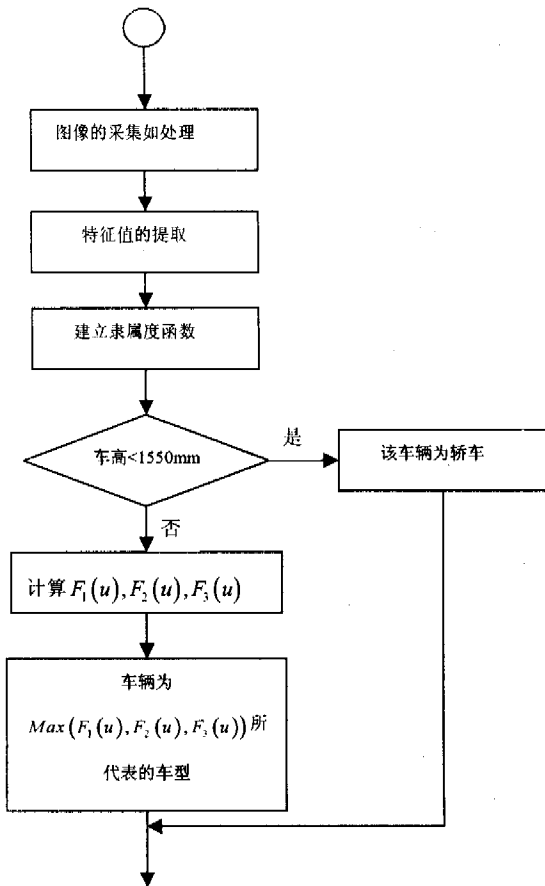 图像的采集如处理
特征值的提取
建立隶属度函数
车高<1550mm
是
该车辆为轿车
否
计算F₁(u),F₂(u),F₃(u)
车辆为
Max(F₁(u),F₂(u),F₃(u))所
代表的车型